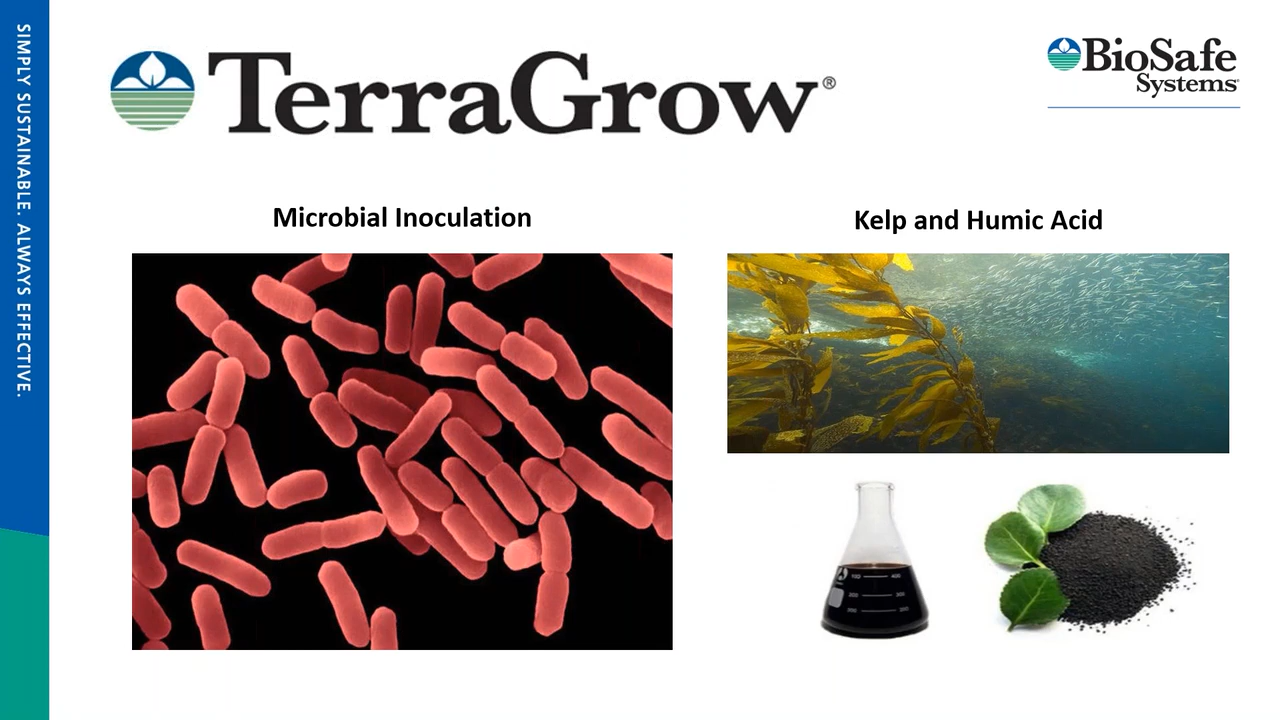 SIMPLY SUSTAINABLE. ALWAYS EFFECTIVE.
TerraGrow®
BioSafe
Systems®
Microbial Inoculation
Kelp and Humic Acid